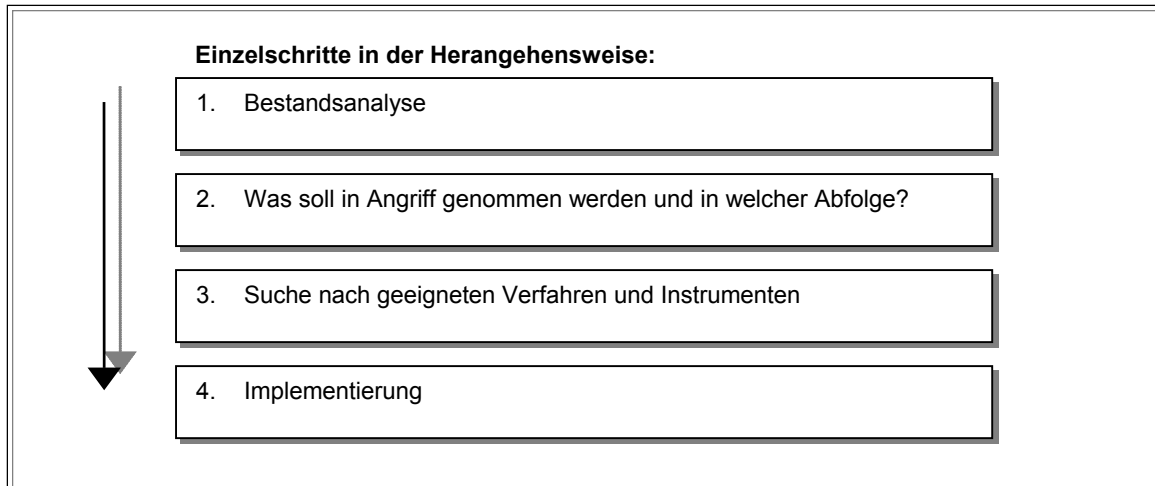 Einzelschritte in der Herangehensweise:
1. Bestandsanalyse
2. Was soll in Angriff genommen werden und in welcher Abfolge?
3. Suche nach geeigneten Verfahren und Instrumenten
4. Implementierung